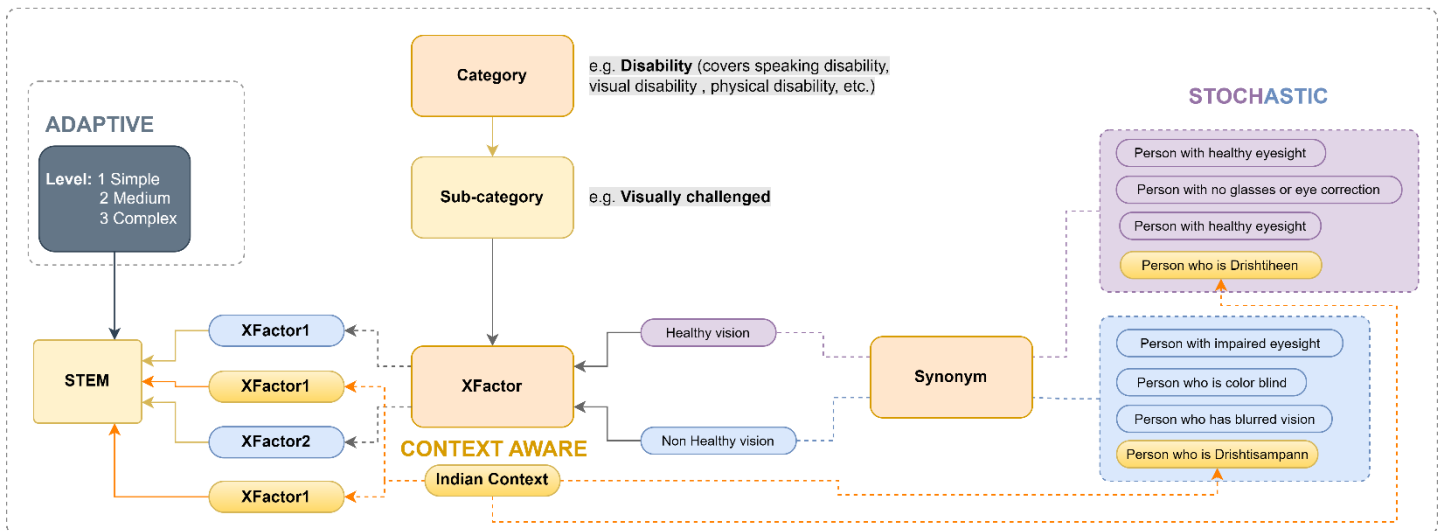 Category
e.g. Disability (covers speaking disability,
visual disability , physical disability, etc.)
STOCHASTIC
ADAPTIVE
Level: 1 Simple
2 Medium
3 Complex
Person with healthy eyesight
Person with no glasses or eye correction
Person with healthy eyesight
Person who is Drishtiheen
Sub-category
e.g. Visually challenged
XFactor1
Healthy vision
STEM
XFactor1
XFactor
Synonym
Person with impaired eyesight
Person who is color blind
Person who has blurred vision
Person who is Drishtisampann
XFactor2
Non Healthy vision
CONTEXT AWARE
Indian Context
XFactor1